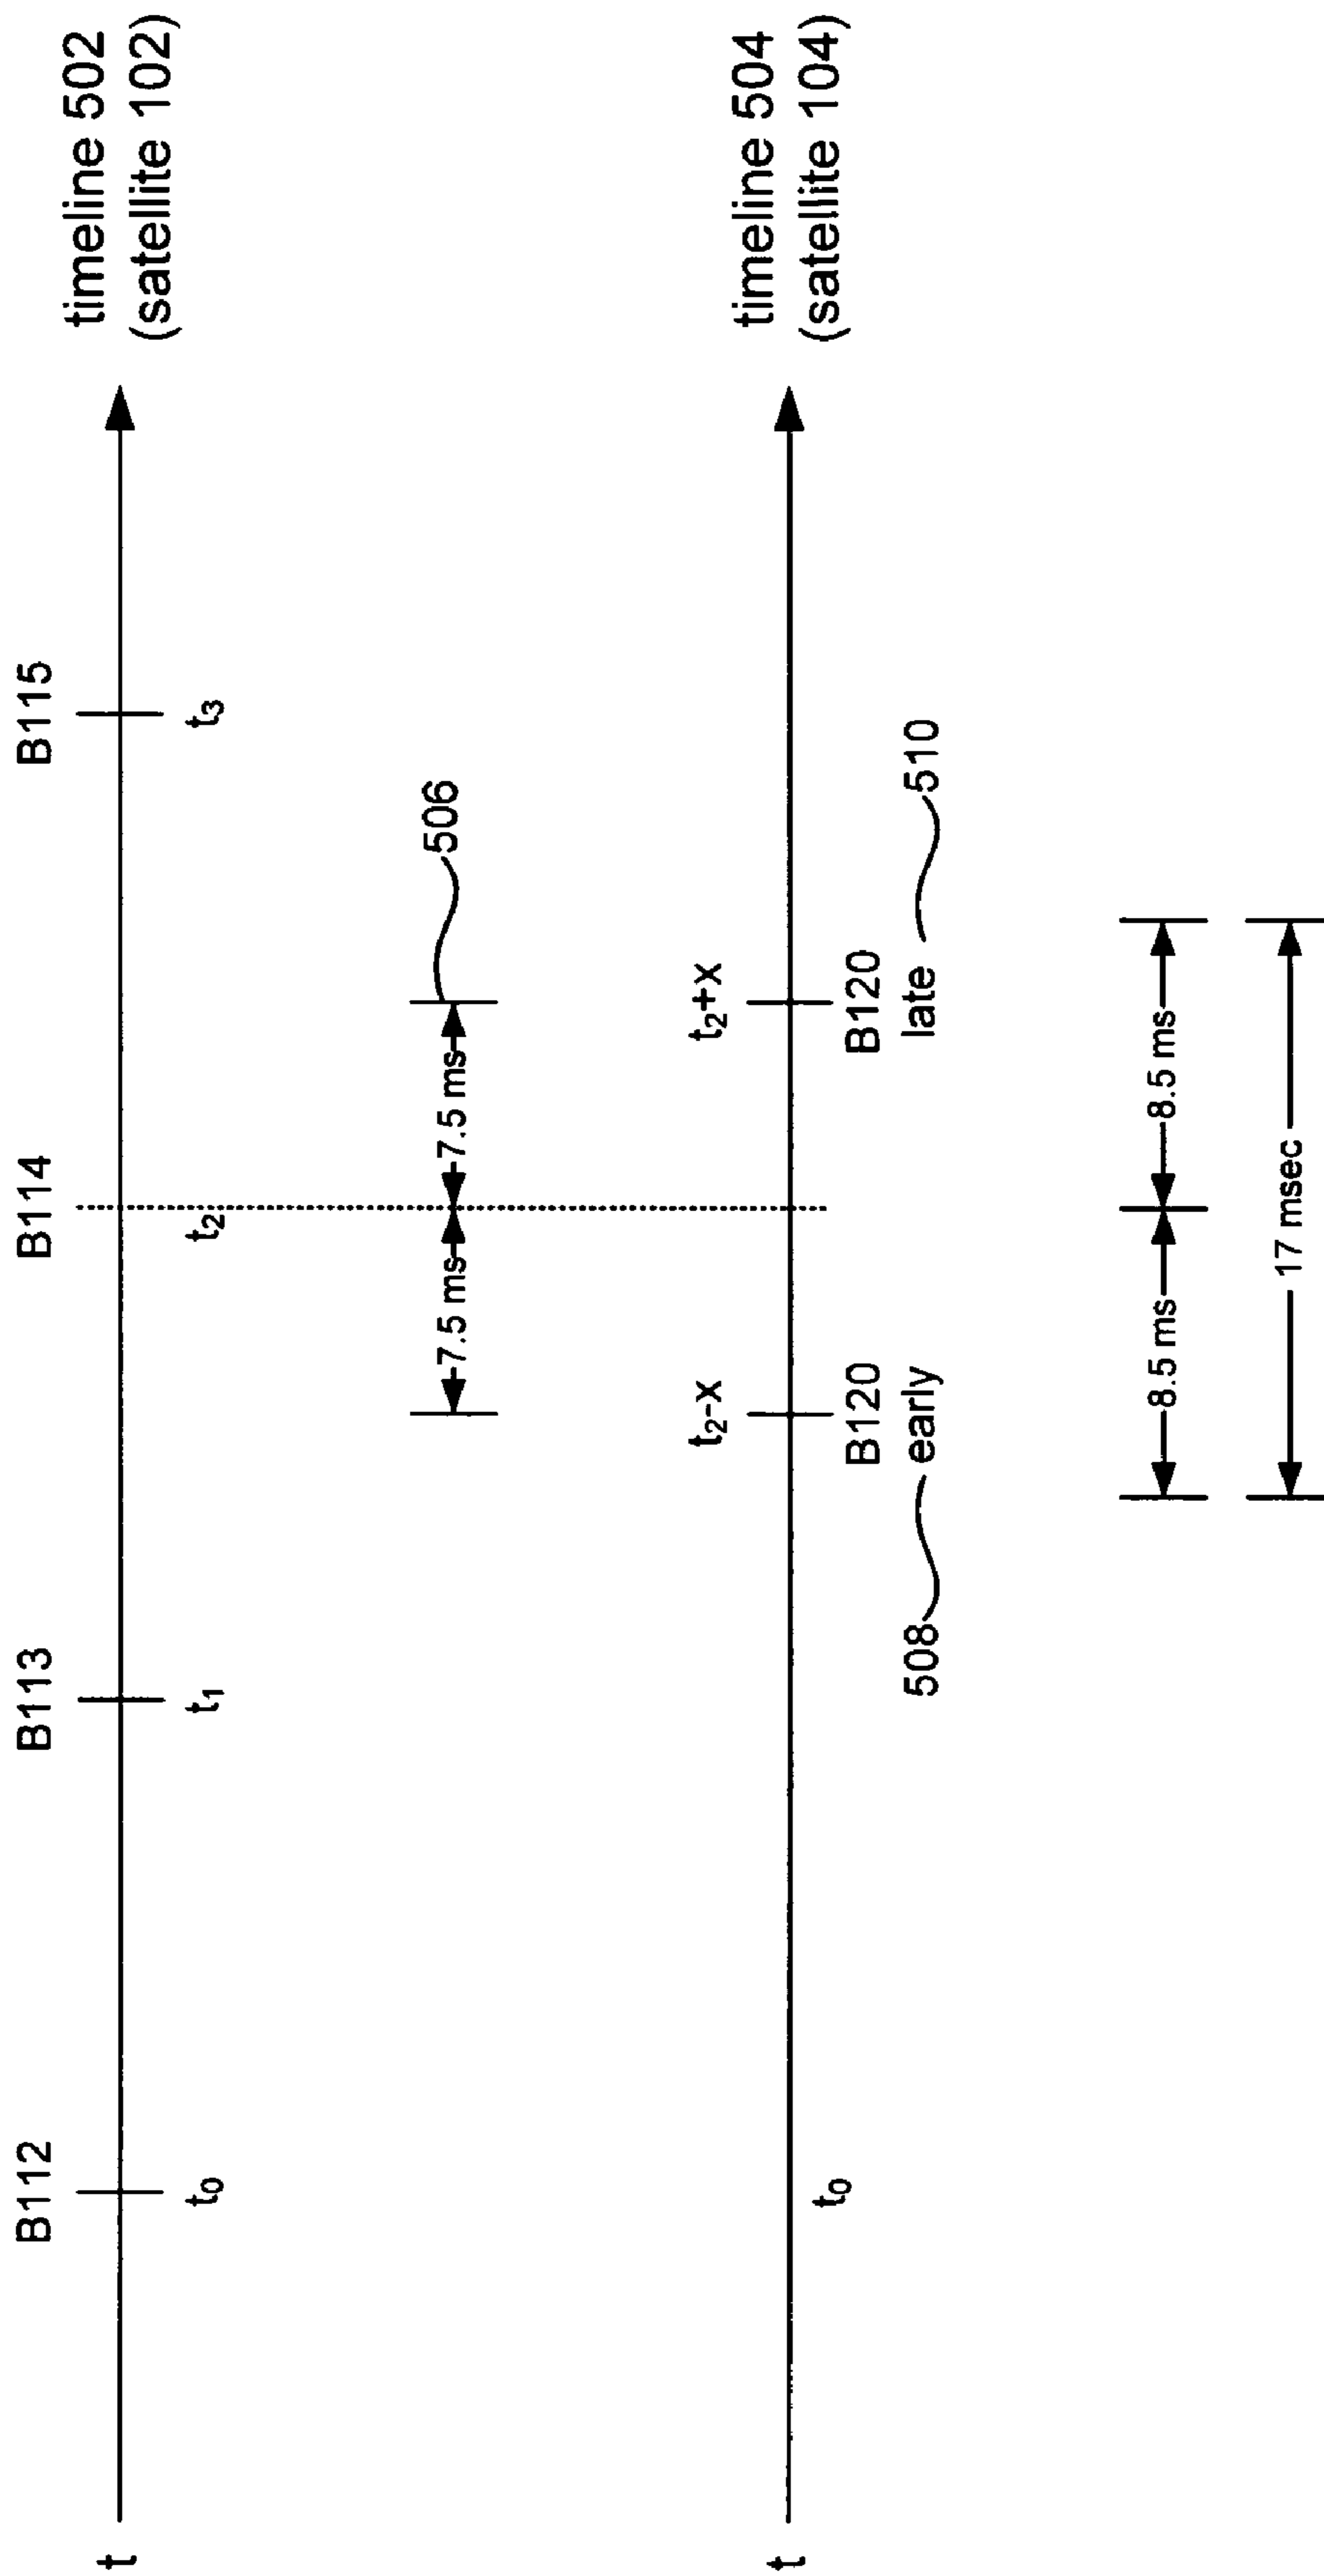 B112
B113
B114
B115
t
timeline 502
(satellite 102)
t₀
t₁
t₂
t₃
506
7.5 ms
7.5 ms
t₂-x
t₂+x
t
timeline 504
(satellite 104)
t₀
B120
early
B120
late
508
510
8.5 ms
8.5 ms
17 msec